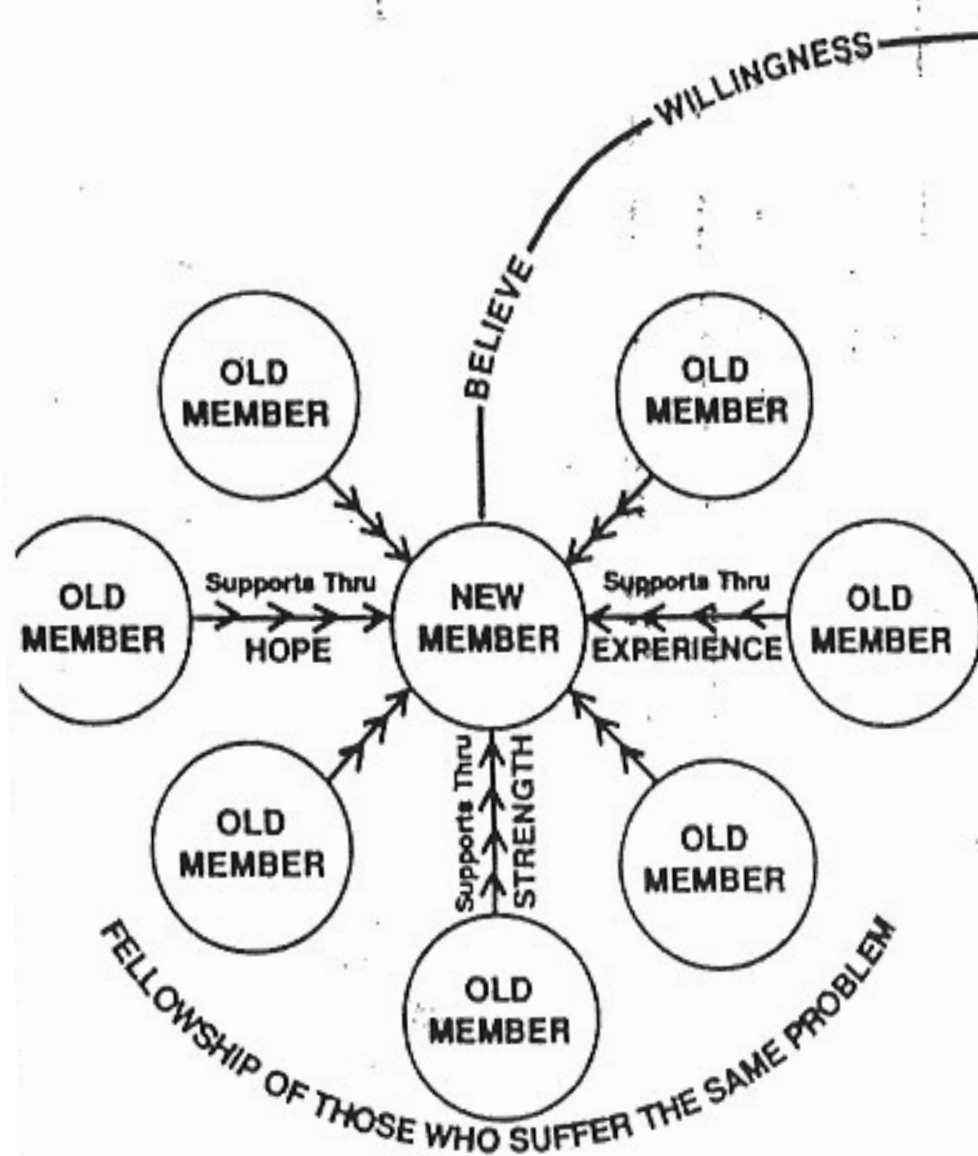 WILLINGNESS
BELIEVE
OLD
MEMBER
OLD
MEMBER
OLD
MEMBER
Supports Thru
HOPE
NEW
MEMBER
Supports Thru
EXPERIENCE
OLD
MEMBER
OLD
MEMBER
Supports Thru
STRENGTH
OLD
MEMBER
OLD
MEMBER
FELLOWSHIP OF THOSE WHO SUFFER THE SAME PROBLEM